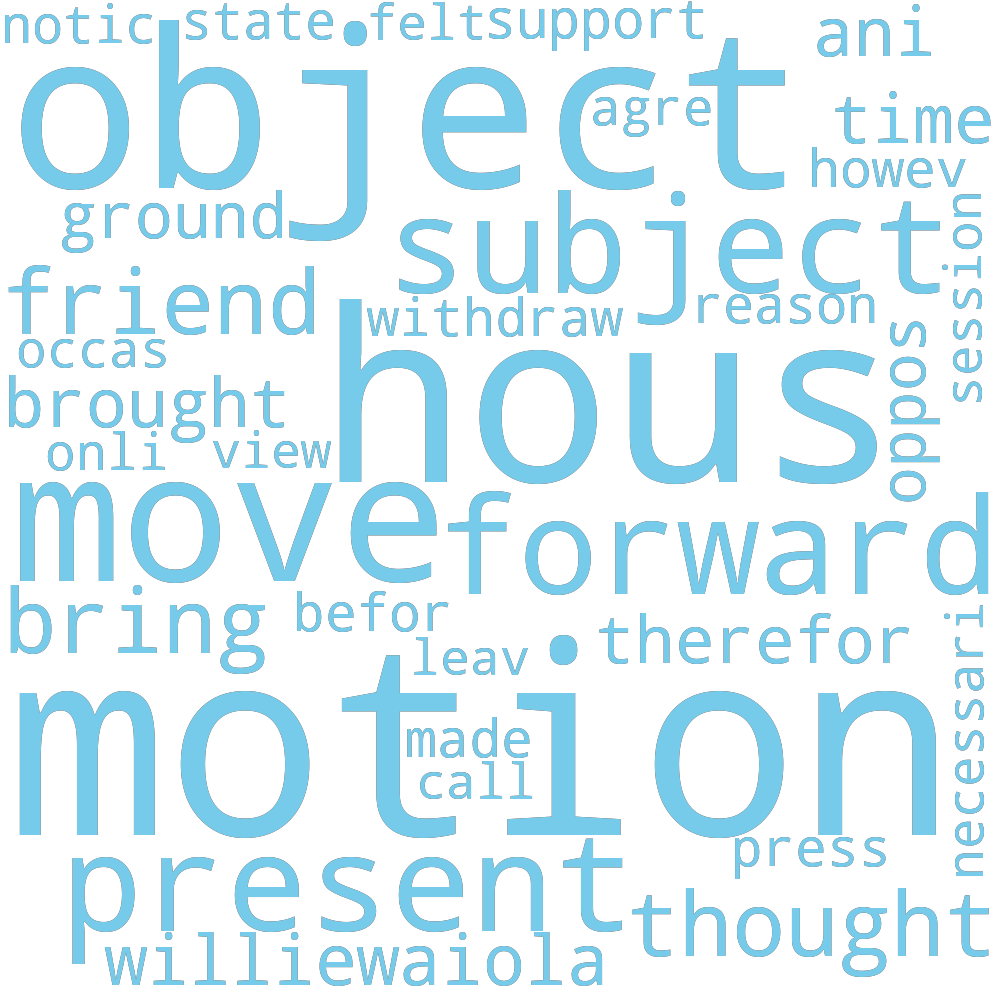 notic state felt support ani
object
agre time
howev
ground subject session
friend withdraw reason
occas hous oppos
brought
onli view
move forward
bring befor therefor necessari
leav
motion
made
call
press
present thought
williewaiola